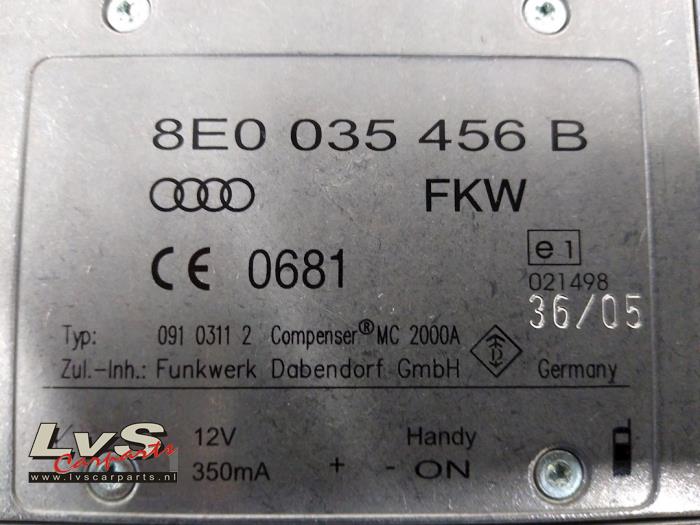 8E0 035 456 B
FKW
CE 0681
e1
021498
36/05
Typ: 091 0311 2 Compenser® MC 2000A
Zul.-Inh.: Funkwerk Dabendorf GmbH Germany
12V Handy
350mA + - ON
LvS
Carparts
www.lvscarparts.nl